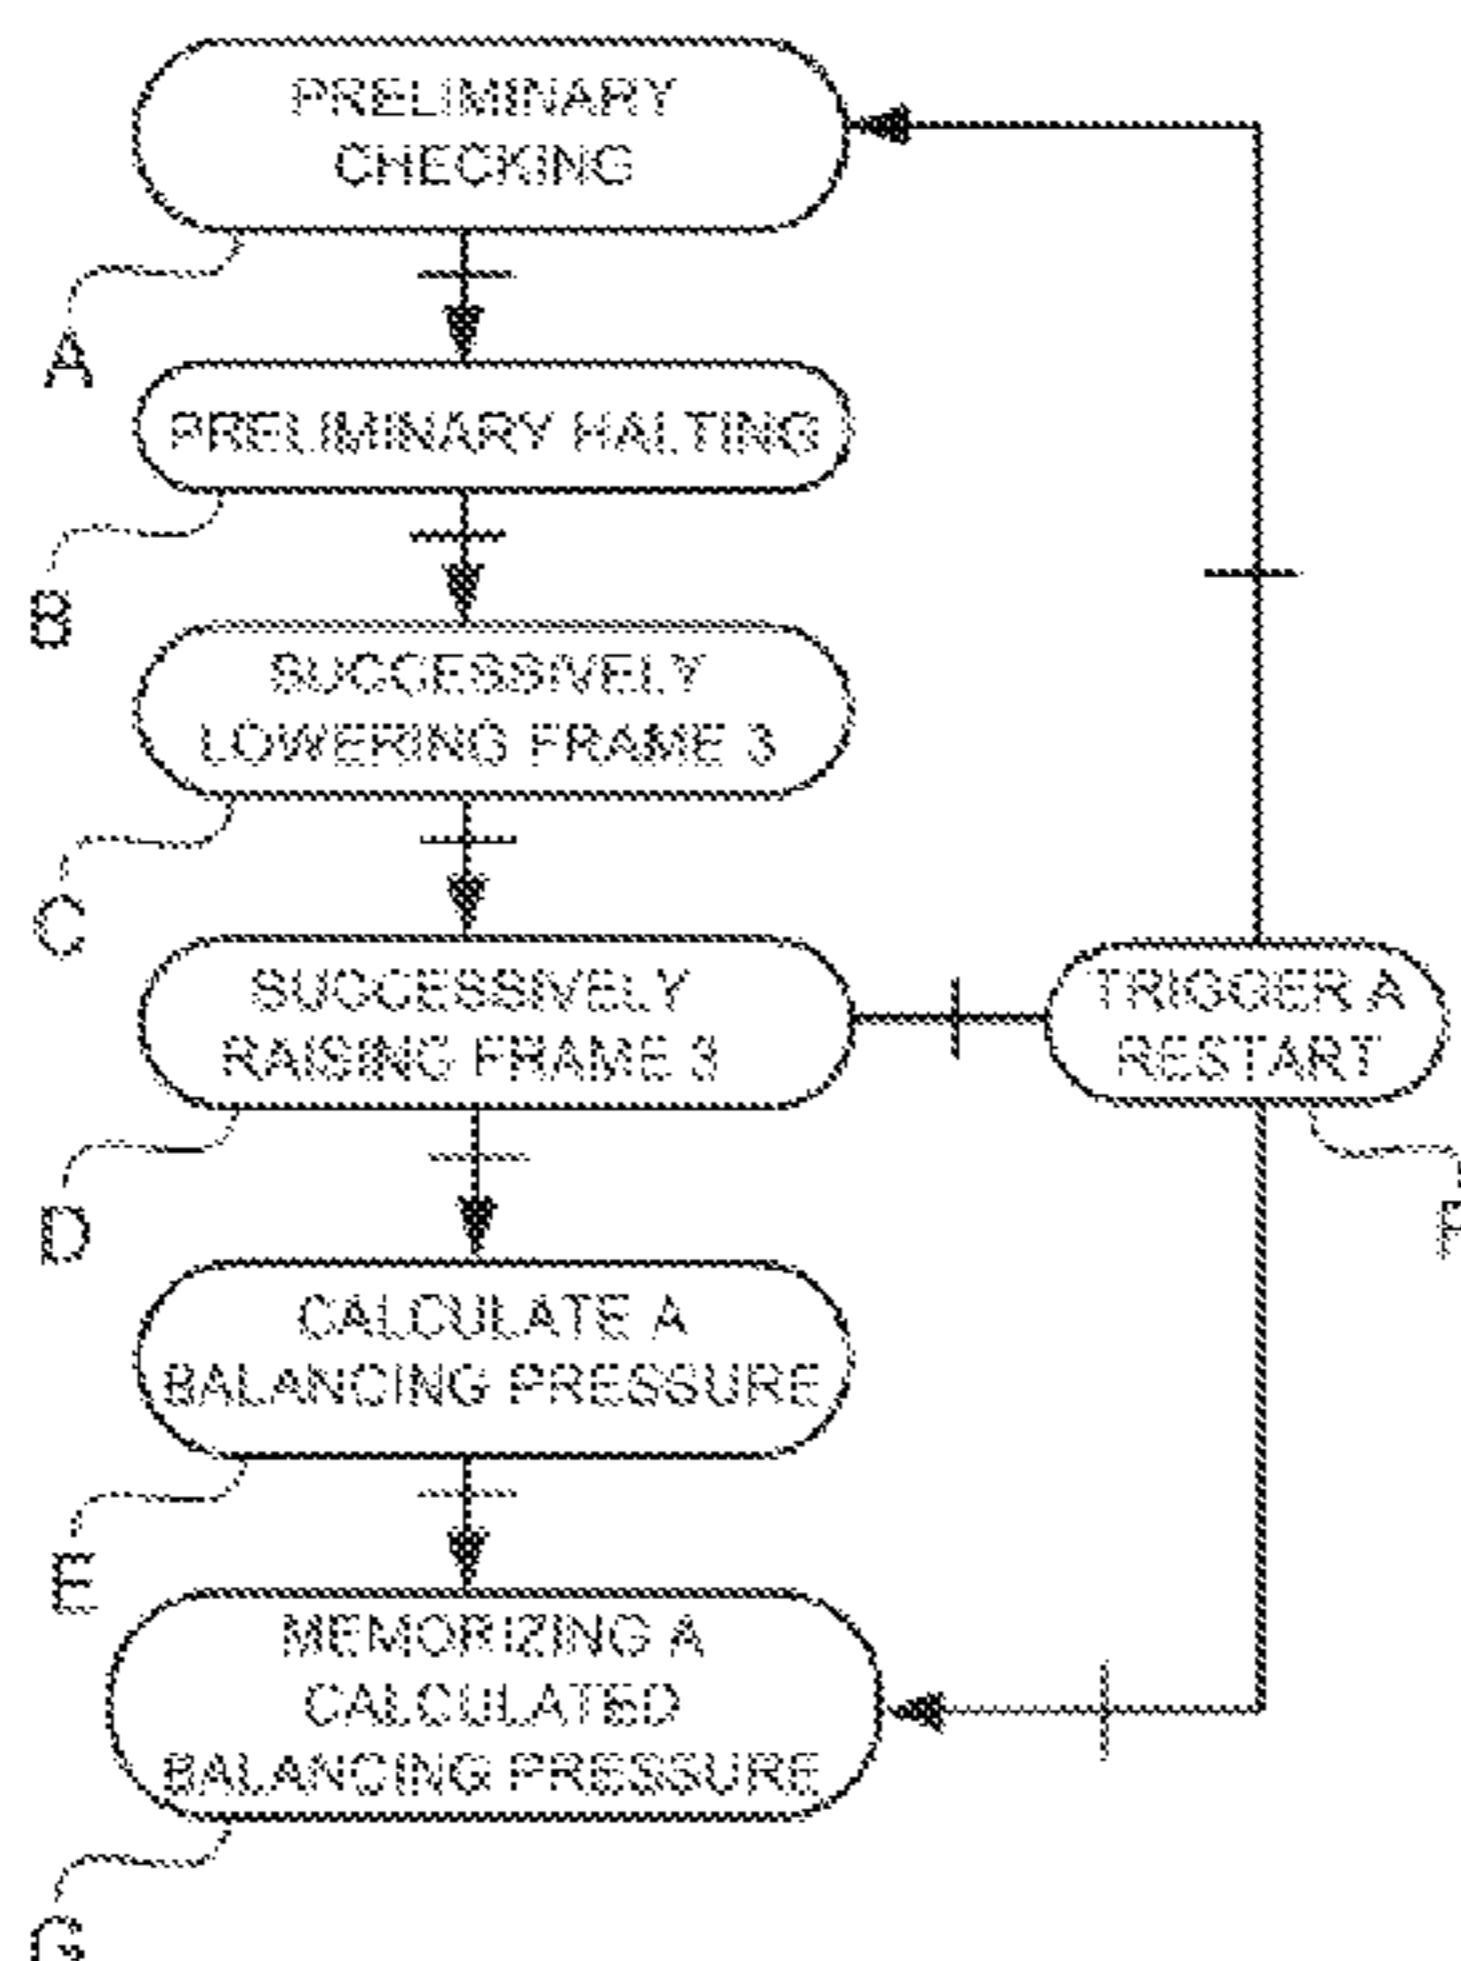 PRELIMINARY
CHECKING
A
PRELIMINARY HALTING
B
SUCCESSIVELY
LOWERING FRAME 3
C
SUCCESSIVELY
RAISING FRAME 3
TRIGGER A
RESTART
D
CALCULATE A
BALANCING PRESSURE
E
MEMORIZING A
CALCULATED
BALANCING PRESSURE
G